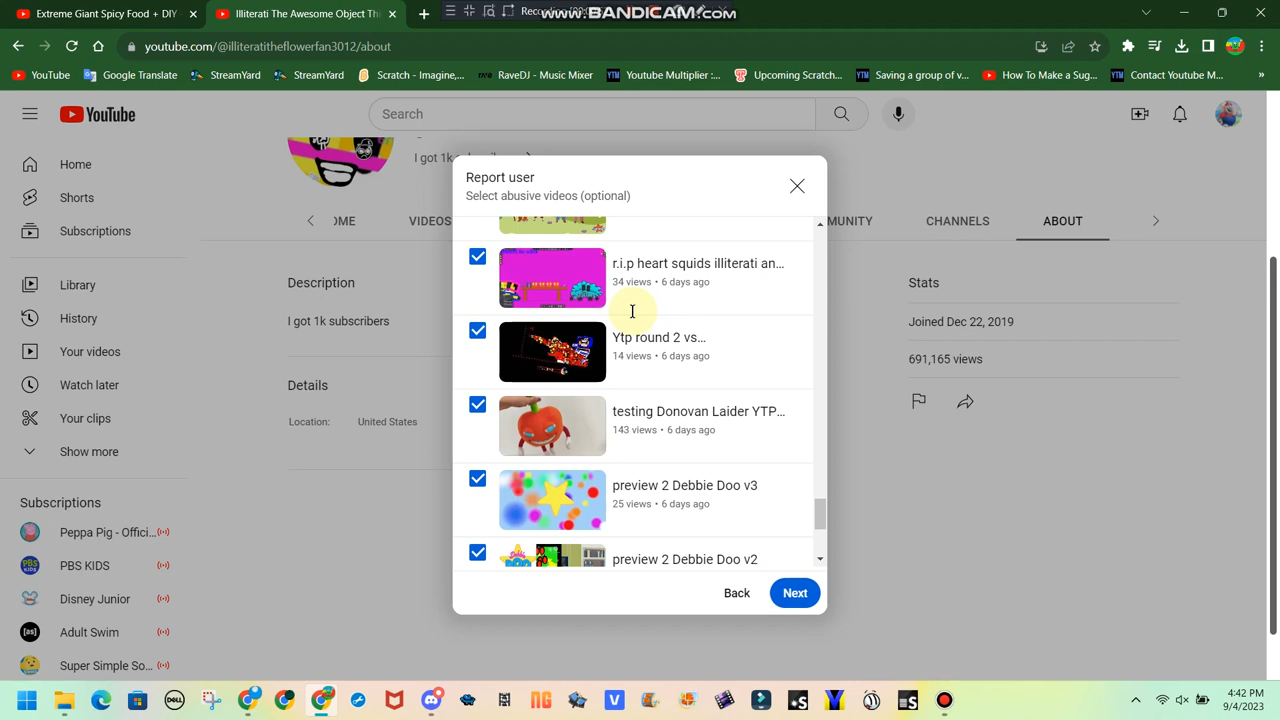 Extreme Giant Spicy Food + DIY
Illiterati The Awesome Object Th
www.BANDICAM.com
youtube.com/@illiteratitheflowerfan3012/about
YouTube
Google Translate
StreamYard
StreamYard
Scratch - Imagine,...
RaveDJ - Music Mixer
Youtube Multiplier :...
Upcoming Scratch...
Saving a group of v...
How To Make a Sug...
Contact Youtube M...
YouTube
Search
Home
Shorts
Subscriptions
Library
History
Your videos
Watch later
Your clips
Show more
Subscriptions
Peppa Pig - Offici...
PBS KIDS
Disney Junior
Adult Swim
Super Simple So...
OME
VIDEOS
MUNITY
CHANNELS
ABOUT
Description
I got 1k subscribers
Details
Location:
United States
Stats
Joined Dec 22, 2019
691,165 views
Report user
Select abusive videos (optional)
r.i.p heart squids illiterati an...
34 views • 6 days ago
Ytp round 2 vs...
14 views • 6 days ago
testing Donovan Laider YTP...
143 views • 6 days ago
preview 2 Debbie Doo v3
25 views • 6 days ago
preview 2 Debbie Doo v2
Back
Next
4:42 PM
9/4/2023